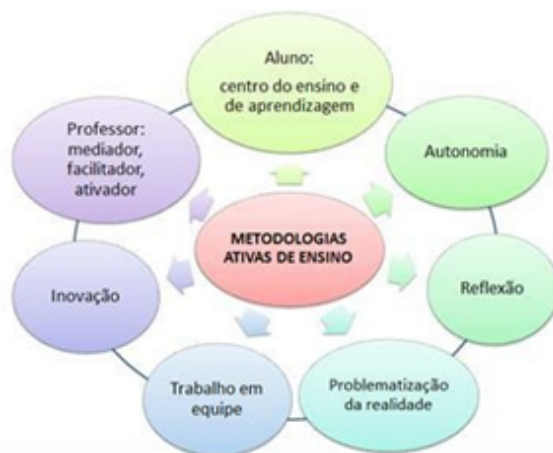 Aluno:
centro do ensino e
de aprendizagem
Autonomia
Reflexão
Problematização
da realidade
Trabalho em
equipe
Inovação
Professor:
mediador,
facilitador,
ativador
METODOLOGIAS
ATIVAS DE ENSINO